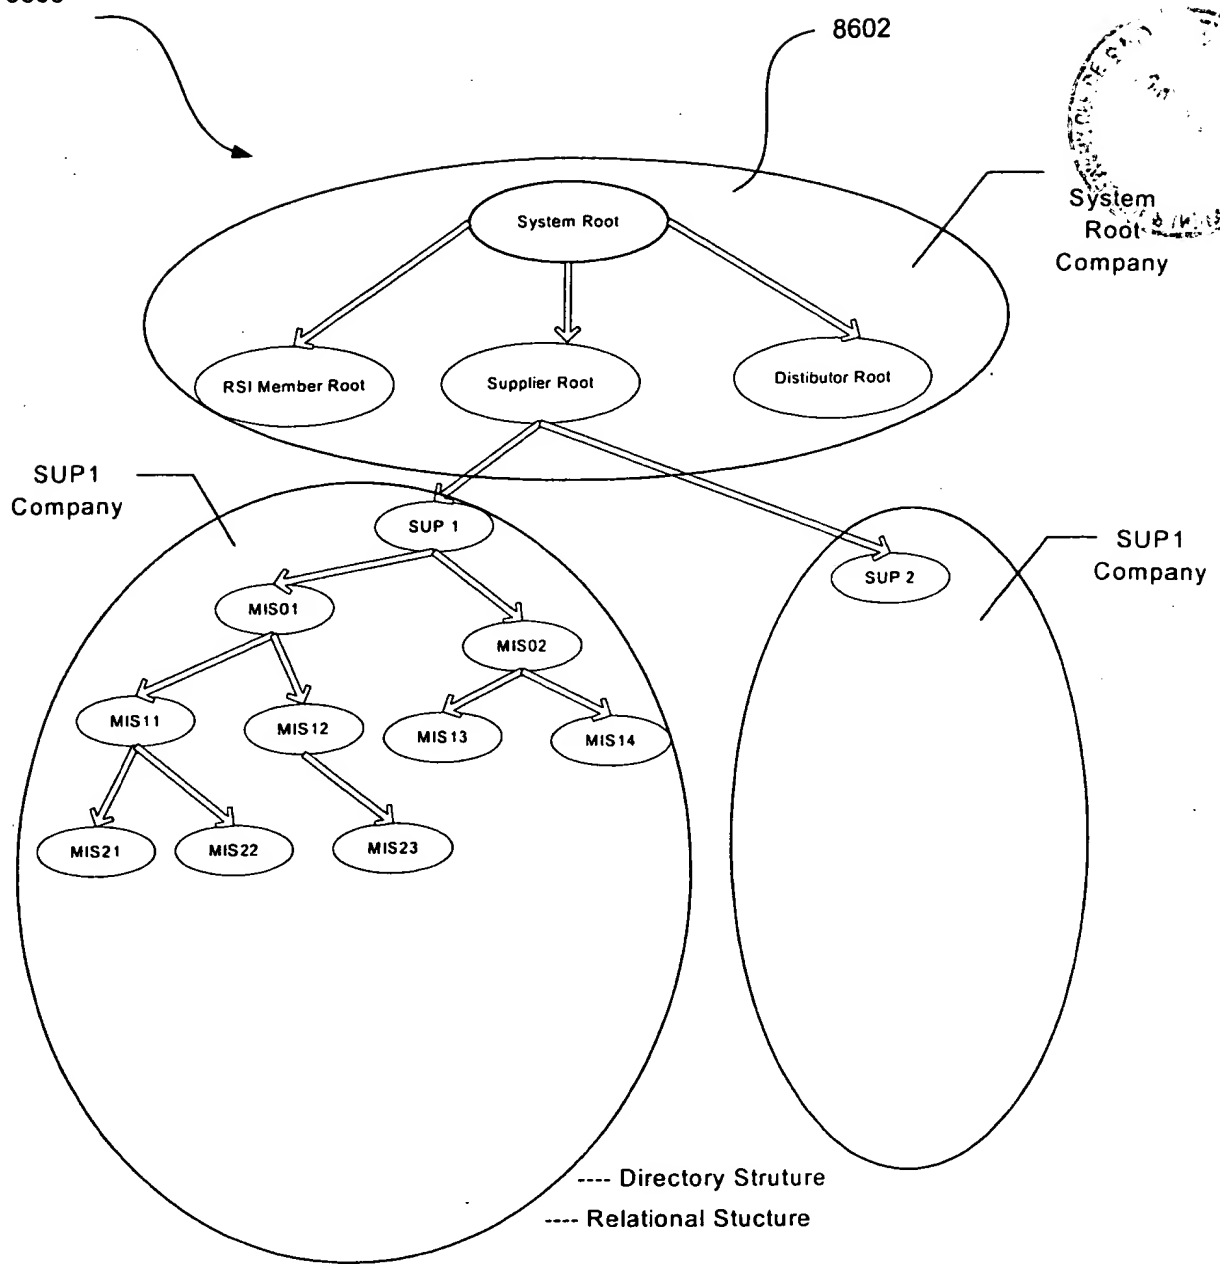 8602
System Root
System
Root
Company
RSI Member Root
Supplier Root
Distibutor Root
SUP1
Company
SUP 1
SUP1
Company
SUP 2
MIS01
MIS02
MIS11
MIS12
MIS13
MIS14
MIS21
MIS22
MIS23
---- Directory Struture
---- Relational Stucture